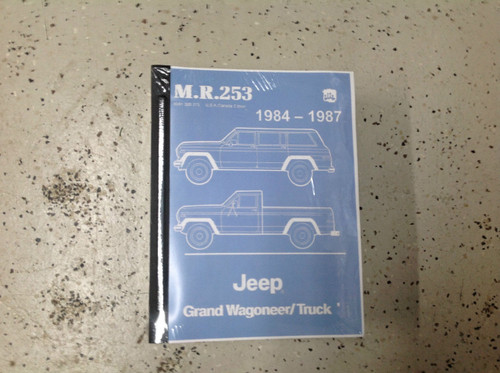 M.R.253
1984 – 1987
Jeep
Grand Wagoneer/Truck